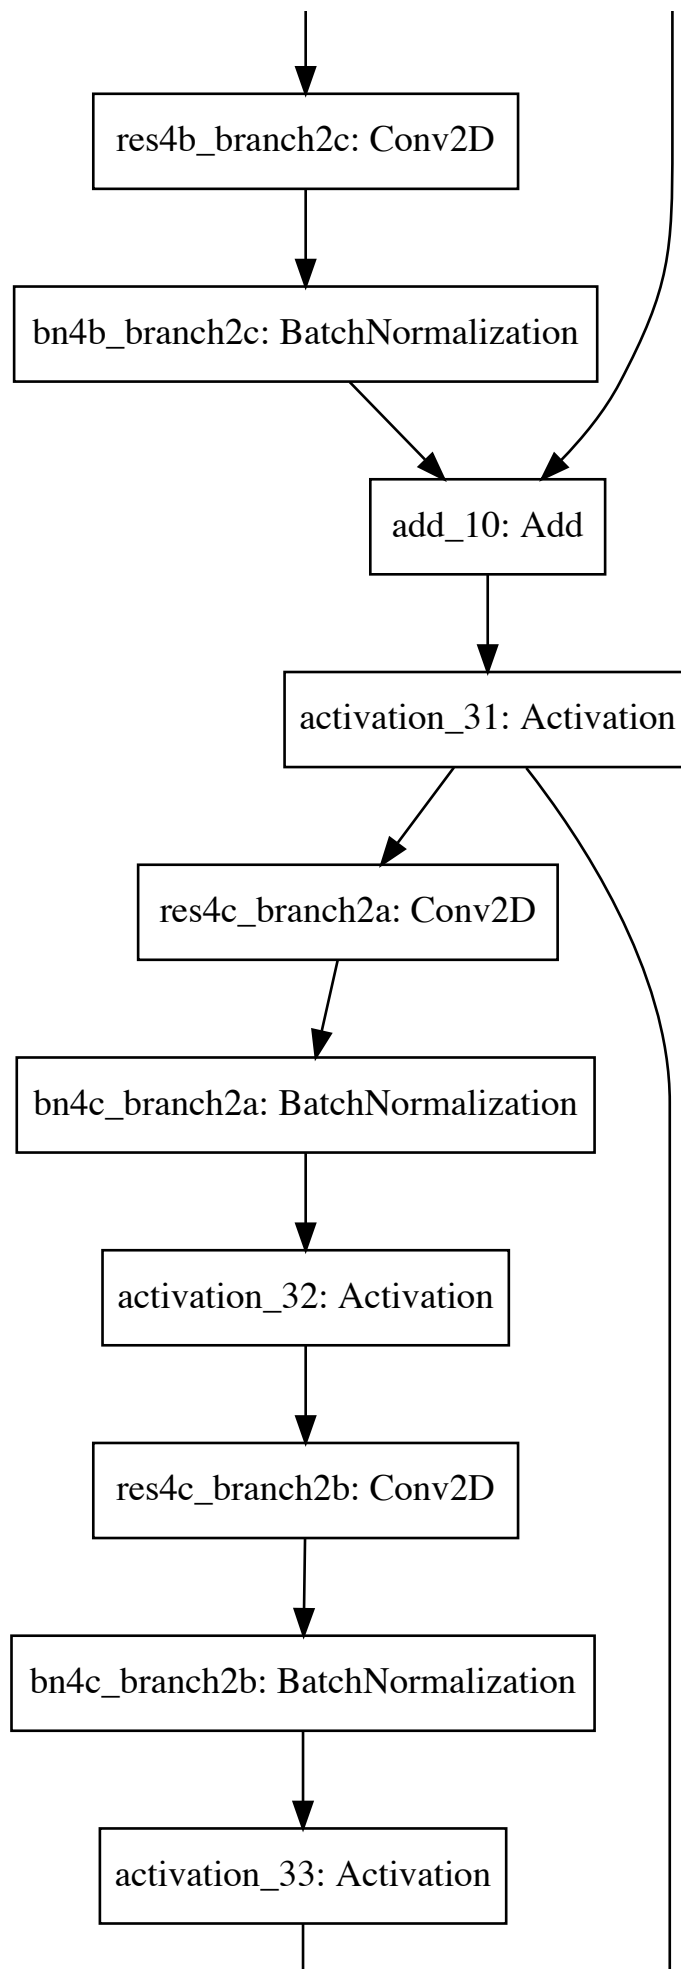 res4b_branch2c: Conv2D
bn4b_branch2c: BatchNormalization
add_10: Add
activation_31: Activation
res4c_branch2a: Conv2D
bn4c_branch2a: BatchNormalization
activation_32: Activation
res4c_branch2b: Conv2D
bn4c_branch2b: BatchNormalization
activation_33: Activation